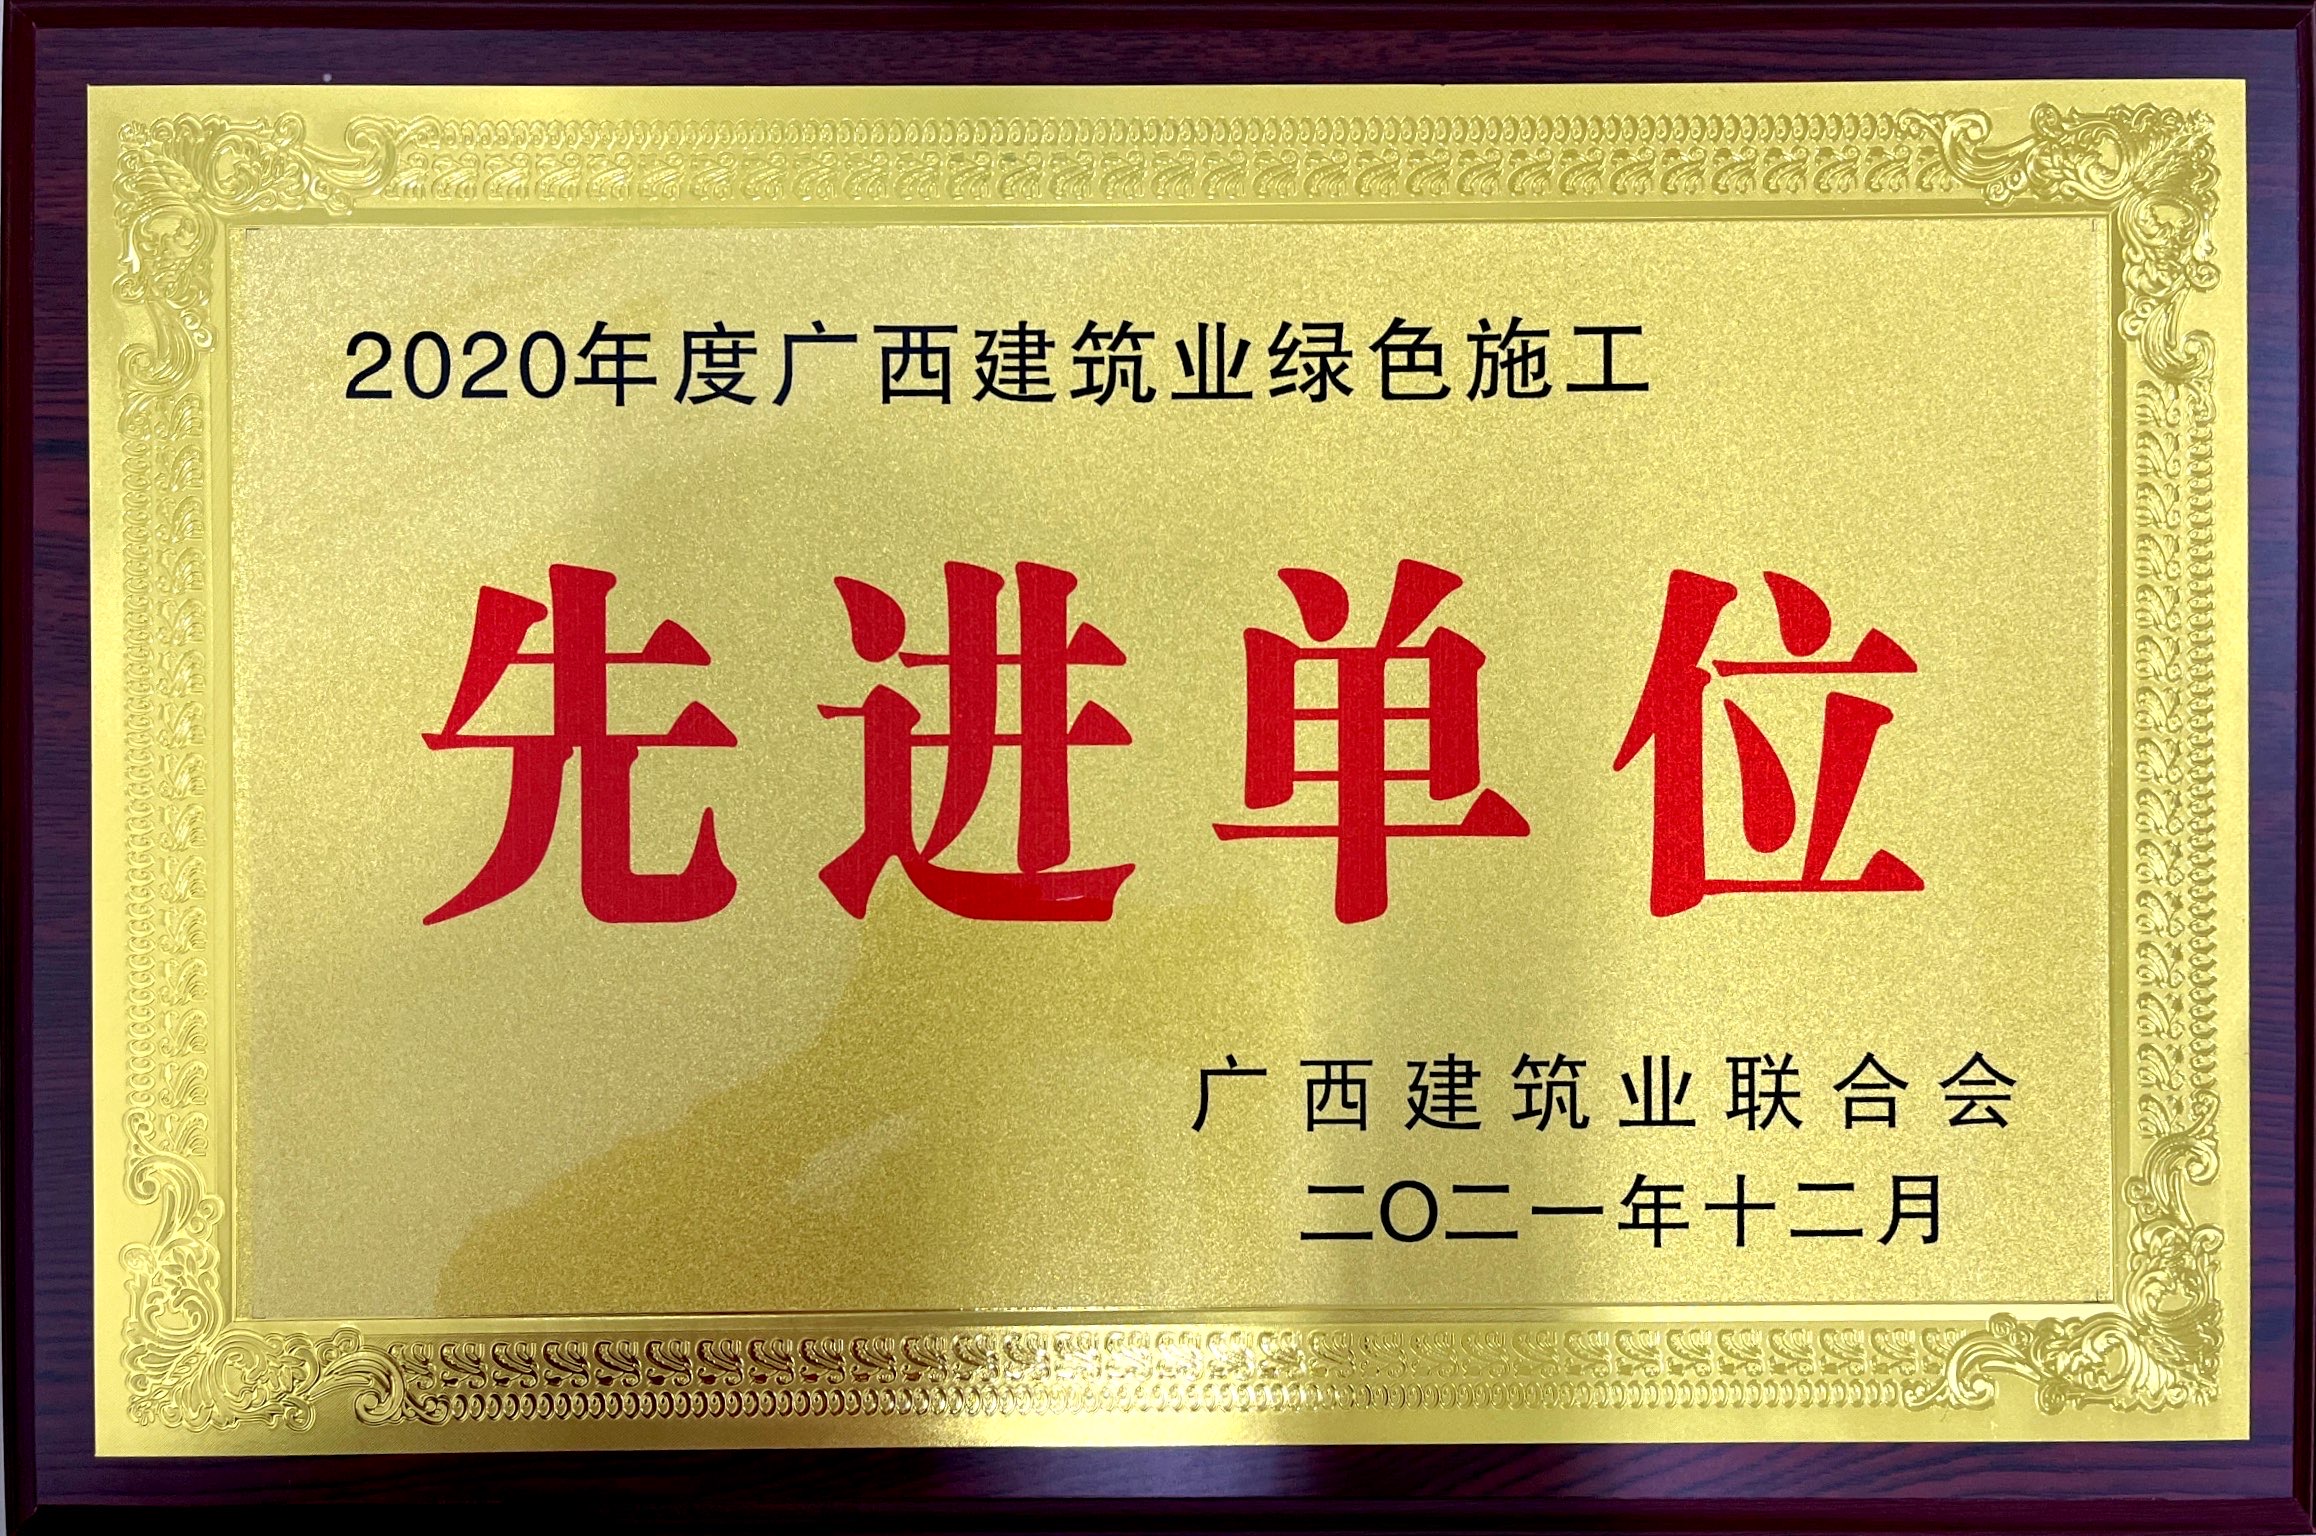 2020年度广西建筑业绿色施工
先进单位
广西建筑业联合会
二〇二一年十二月